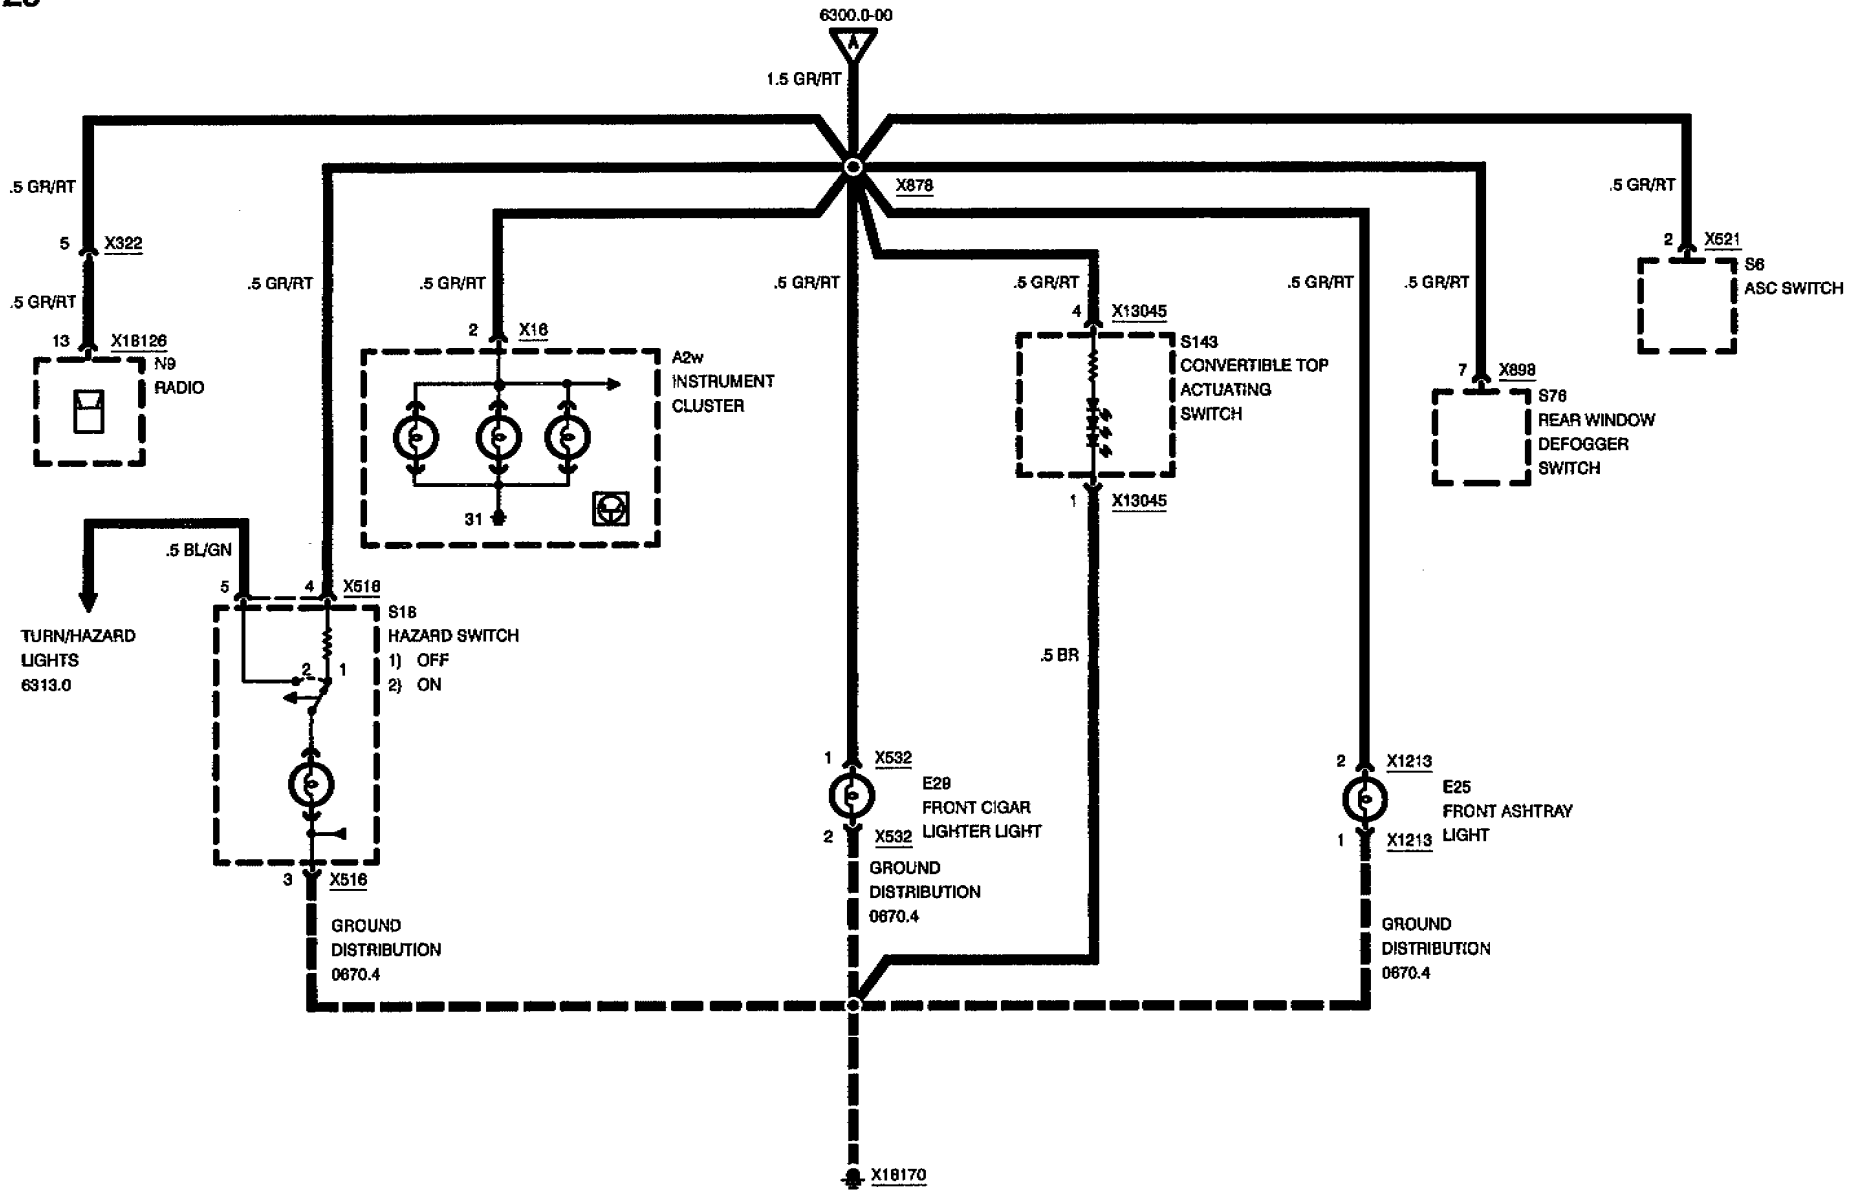 6300.0-00
A
1.5 GR/RT
X878
.5 GR/RT
5 X322
.5 GR/RT
13 X18126
N9
RADIO
.5 GR/RT
.5 GR/RT
2 X16
A2w
INSTRUMENT
CLUSTER
31
.5 GR/RT
.5 GR/RT
4 X13045
S143
CONVERTIBLE TOP
ACTUATING
SWITCH
1 X13045
.5 GR/RT
.5 GR/RT
7 X898
S76
REAR WINDOW
DEFOGGER
SWITCH
.5 GR/RT
2 X521
S6
ASC SWITCH
.5 BL/GN
TURN/HAZARD
LIGHTS
6313.0
5 4 X516
S18
HAZARD SWITCH
1) OFF
2) ON
2 1
3 X516
GROUND
DISTRIBUTION
0670.4
.5 BR
1 X532
E28
FRONT CIGAR
LIGHTER LIGHT
2 X532
GROUND
DISTRIBUTION
0670.4
2 X1213
E25
FRONT ASHTRAY
LIGHT
1 X1213
GROUND
DISTRIBUTION
0670.4
X18170